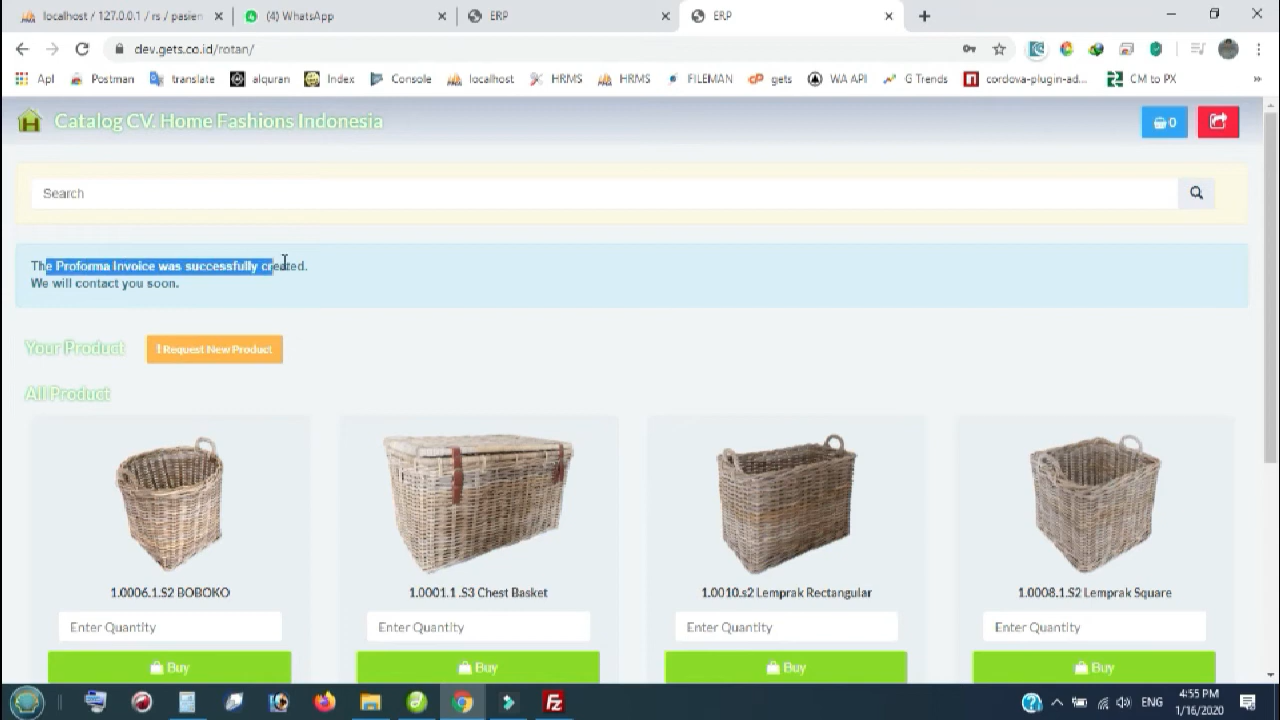 localhost / 127.0.0.1 / rs / pasien
(4) WhatsApp
ERP
ERP
dev.gets.co.id/rotan/
Apl
Postman
translate
alquran
Index
Console
localhost
HRMS
HRMS
FILEMAN
cP gets
WA API
G Trends
cordova-plugin-ad...
CM to PX
»
Catalog CV. Home Fashions Indonesia
0
Search
The Proforma Invoice was successfully created.
We will contact you soon.
Your Product
! Request New Product
All Product
1.0006.1.S2 BOBOKO
1.0001.1 .S3 Chest Basket
1.0010.s2 Lemprak Rectangular
1.0008.1.S2 Lemprak Square
Enter Quantity
Enter Quantity
Enter Quantity
Enter Quantity
Buy
Buy
Buy
Buy
ENG
4:55 PM
1/16/2020